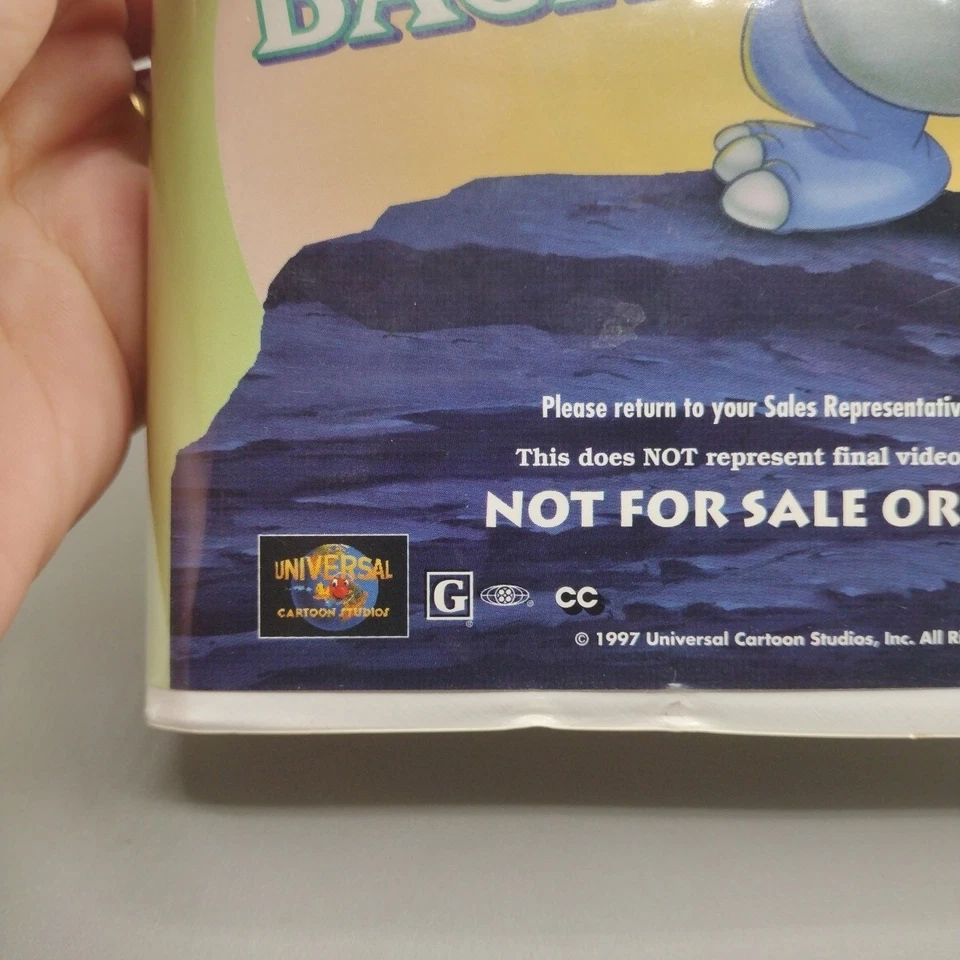 Please return to your Sales
This does NOT represent final video
NOT FOR SALE OR
UNIVERSAL
CARTOON STUDIOS
G
®
®
CC
© 1997 Universal Cartoon Studios, Inc. All